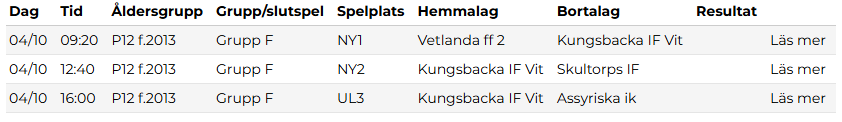 Dag Tid Åldersgrupp Grupp/slutspel Spelplats Hemmalag Bortalag Resultat
04/10 09:20 P12 f.2013 Grupp F NY1 Vetlanda ff 2 Kungsbacka IF Vit Läs mer
04/10 12:40 P12 f.2013 Grupp F NY2 Kungsbacka IF Vit Skultorps IF Läs mer
04/10 16:00 P12 f.2013 Grupp F UL3 Kungsbacka IF Vit Assyriska ik Läs mer